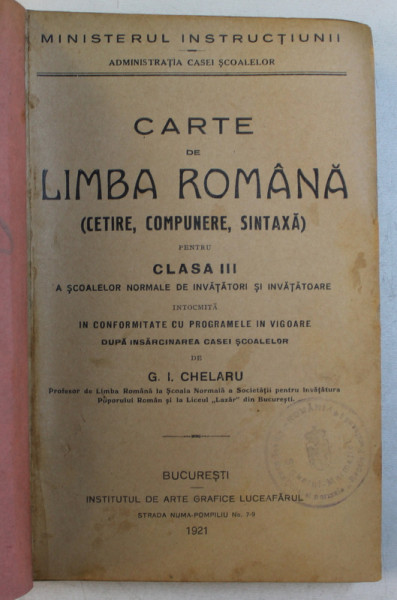 MINISTERUL INSTRUCȚIUNII
ADMINISTRAȚIA CASEI ȘCOALELOR
CARTE
DE
LIMBA ROMÂNĂ
(CETIRE, COMPUNERE, SINTAXĂ)
PENTRU
CLASA III
A ȘCOALELOR NORMALE DE INVĂȚĂTORI ȘI INVĂȚĂTOARE
INTOCMITĂ
IN CONFORMITATE CU PROGRAMELE IN VIGOARE
DUPĂ INSĂRCINAREA CASEI ȘCOALELOR
DE
G. I. CHELARU
Profesor de Limba Română la Școala Normală a Societății pentru Invățătura
Poporului Român și la Liceul „Lazăr" din București.
BUCUREȘTI
INSTITUTUL DE ARTE GRAFICE LUCEAFĂRUL
STRADA NUMA-POMPILIU No. 7-9
1921